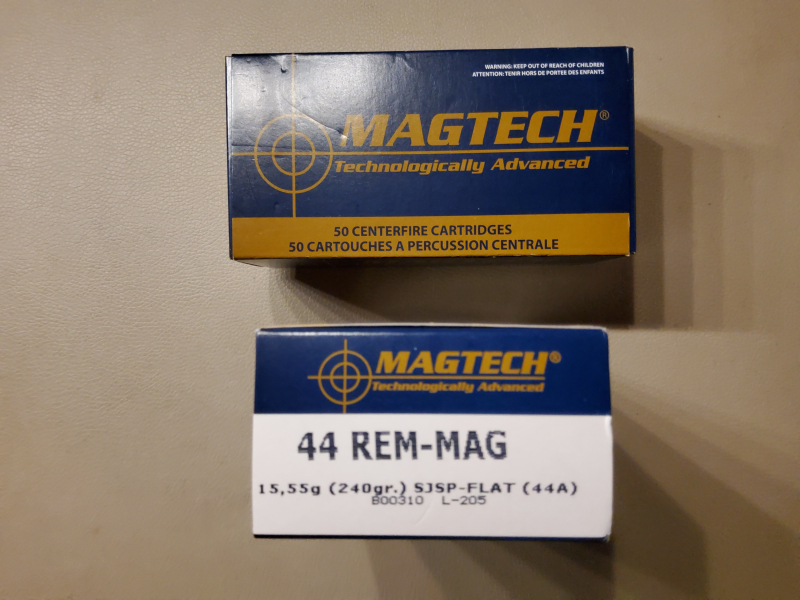 WARNING: KEEP OUT OF REACH OF CHILDREN
ATTENTION: TENIR HORS DE PORTEE DES ENFANTS
MAGTECH®
Technologically Advanced
50 CENTERFIRE CARTRIDGES
50 CARTOUCHES A PERCUSSION CENTRALE
MAGTECH®
Technologically Advanced
44 REM-MAG
15,55g (240gr.) SJSP-FLAT (44A)
B00310 L-205